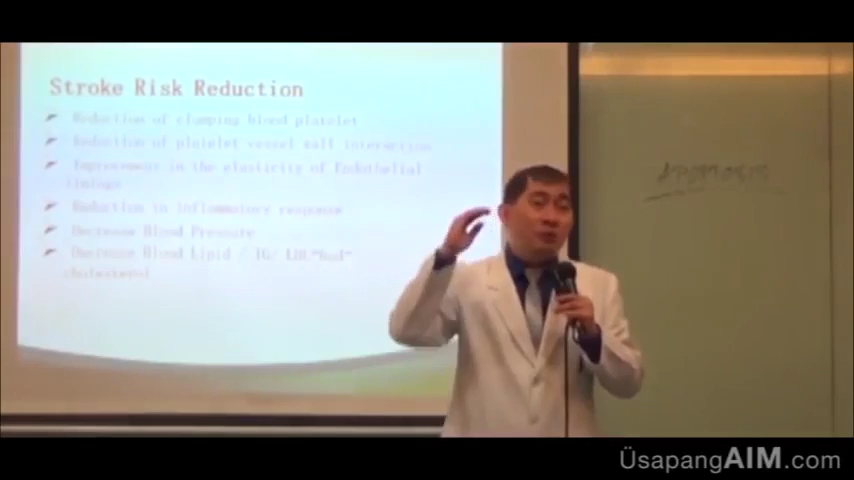 Stroke Risk Reduction
Reduction of clumping blood platelet
Reduction of platelet vessel wall interaction
Improvement in the elasticity of Endothelial
linings
Reduction in inflammatory response
Decrease Blood Pressure
Decrease Blood Lipid / TG/ LDL"bad"
cholesterol
APOPTOSIS
ÜsapangAIM.com